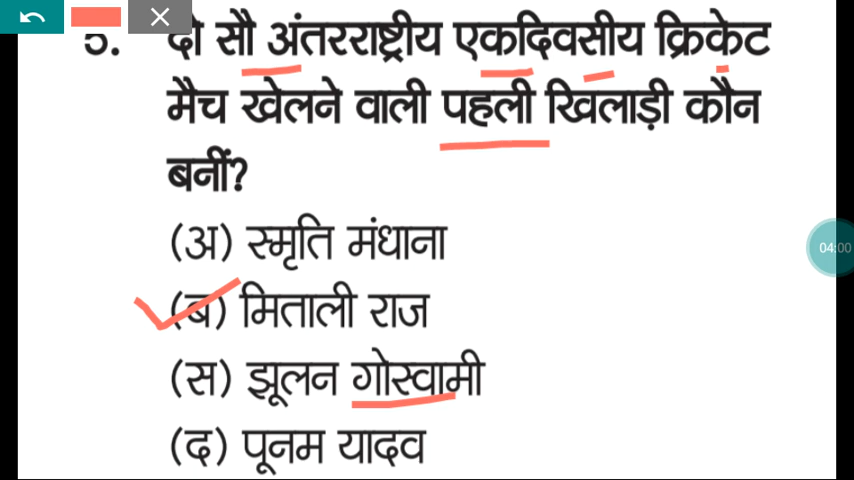 5. दो सौ अंतरराष्ट्रीय एकदिवसीय क्रिकेट
मैच खेलने वाली पहली खिलाड़ी कौन
बनीं?
(अ) स्मृति मंधाना
(ब) मिताली राज
(स) झूलन गोस्वामी
(द) पूनम यादव
04:00